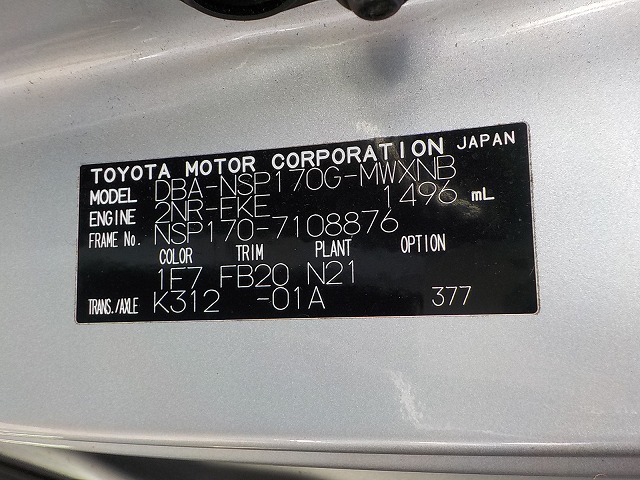 TOYOTA MOTOR CORPORATION JAPAN
MODEL DBA-NSP170G-MWXNB
ENGINE 2NR-FKE 1496 mL
FRAME No. NSP170-7108876
COLOR TRIM PLANT OPTION
1F7 FB20 N21
TRANS./AXLE K312 -01A 377